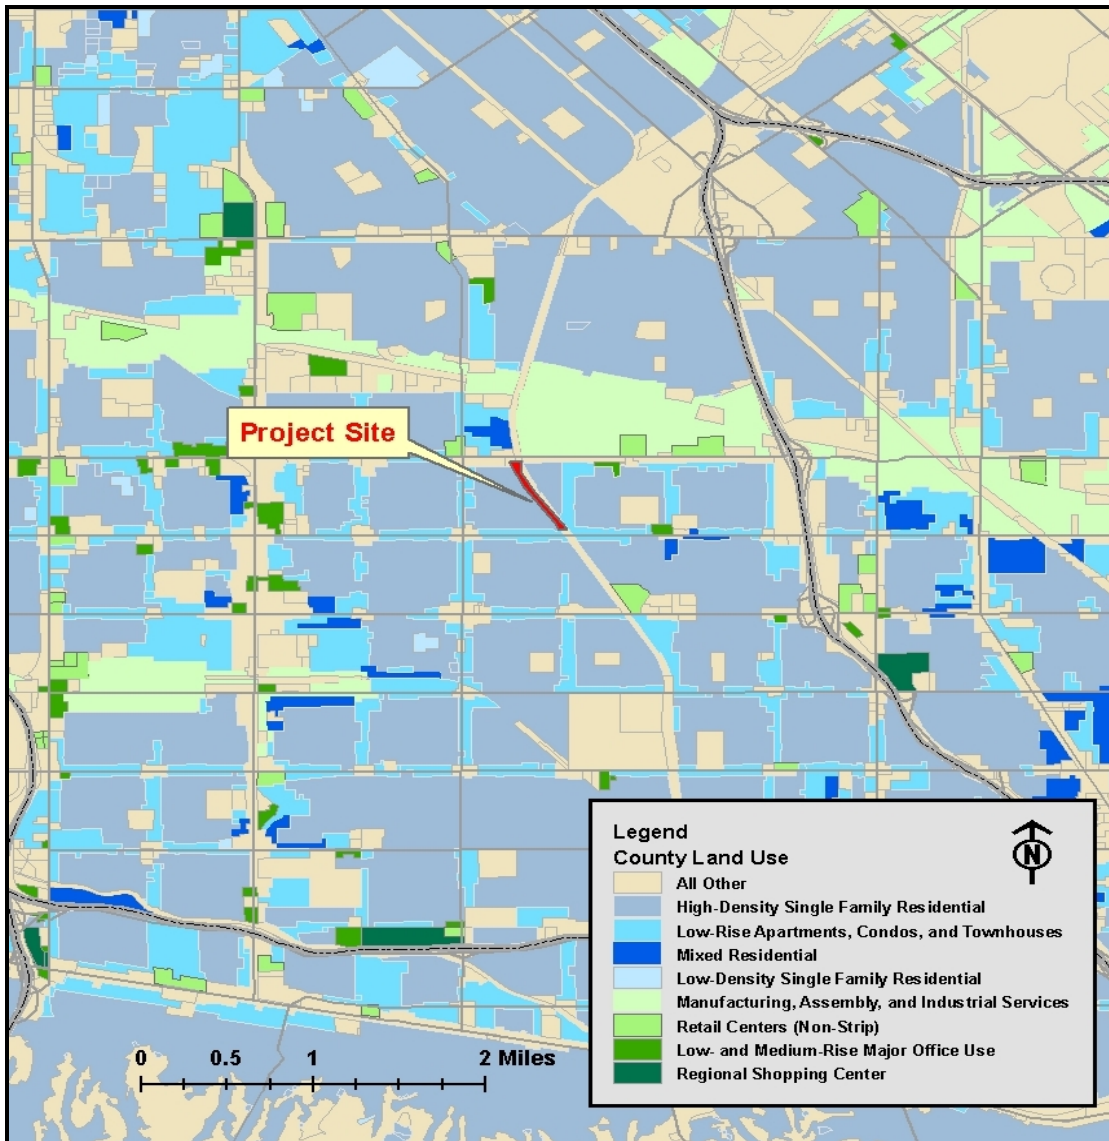 Project Site
Legend
County Land Use
N
All Other
High-Density Single Family Residential
Low-Rise Apartments, Condos, and Townhouses
Mixed Residential
Low-Density Single Family Residential
Manufacturing, Assembly, and Industrial Services
Retail Centers (Non-Strip)
Low- and Medium-Rise Major Office Use
Regional Shopping Center
0 0.5 1 2 Miles